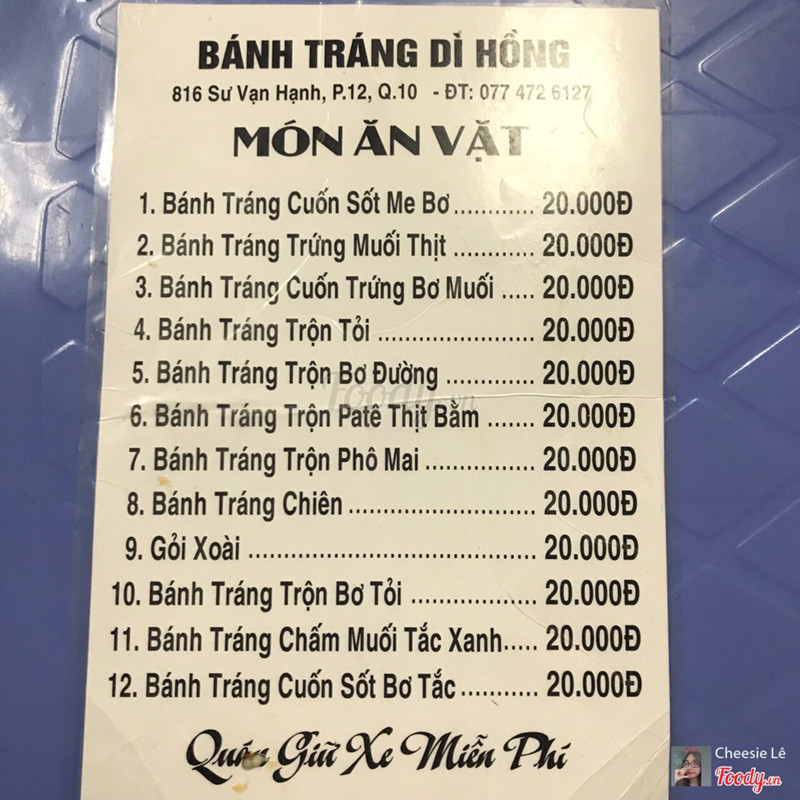 BÁNH TRÁNG DÌ HỒNG
816 Sư Vạn Hạnh, P.12, Q.10 - ĐT: 077 472 6127
MÓN ĂN VẶT
1. Bánh Tráng Cuốn Sốt Me Bơ ............ 20.000Đ
2. Bánh Tráng Trứng Muối Thịt ............ 20.000Đ
3. Bánh Tráng Cuốn Trứng Bơ Muối ..... 20.000Đ
4. Bánh Tráng Trộn Tỏi ....................... 20.000Đ
5. Bánh Tráng Trộn Bơ Đường ............. 20.000Đ
6. Bánh Tráng Trộn Patê Thịt Bằm ....... 20.000Đ
7. Bánh Tráng Trộn Phô Mai ................ 20.000Đ
8. Bánh Tráng Chiên ........................... 20.000Đ
9. Gỏi Xoài ......................................... 20.000Đ
10. Bánh Tráng Trộn Bơ Tỏi .................. 20.000Đ
11. Bánh Tráng Chấm Muối Tắc Xanh ..... 20.000Đ
12. Bánh Tráng Cuốn Sốt Bơ Tắc ........... 20.000Đ
Quán Giữ Xe Miễn Phí
Foody.vn
Cheesie Lê
Foody.vn